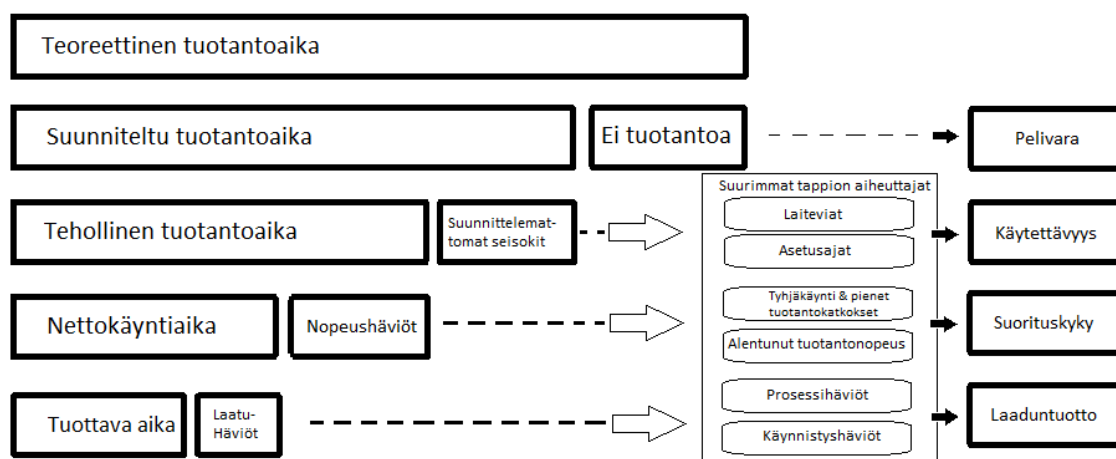 Teoreettinen tuotantoaika
Suunniteltu tuotantoaika
Ei tuotantoa
Pelivara
Suurimmat tappion aiheuttajat
Tehollinen tuotantoaika
Suunnittelemat-
tomat seisokit
Laiteviat
Asetusajat
Käytettävyys
Nettokäyntiaika
Nopeushäviöt
Tyhjäkäynti & pienet
tuotantokatkokset
Alentunut tuotantonopeus
Suorituskyky
Tuottava aika
Laatu-
Häviöt
Prosessihäviöt
Käynnistyshäviöt
Laaduntuotto